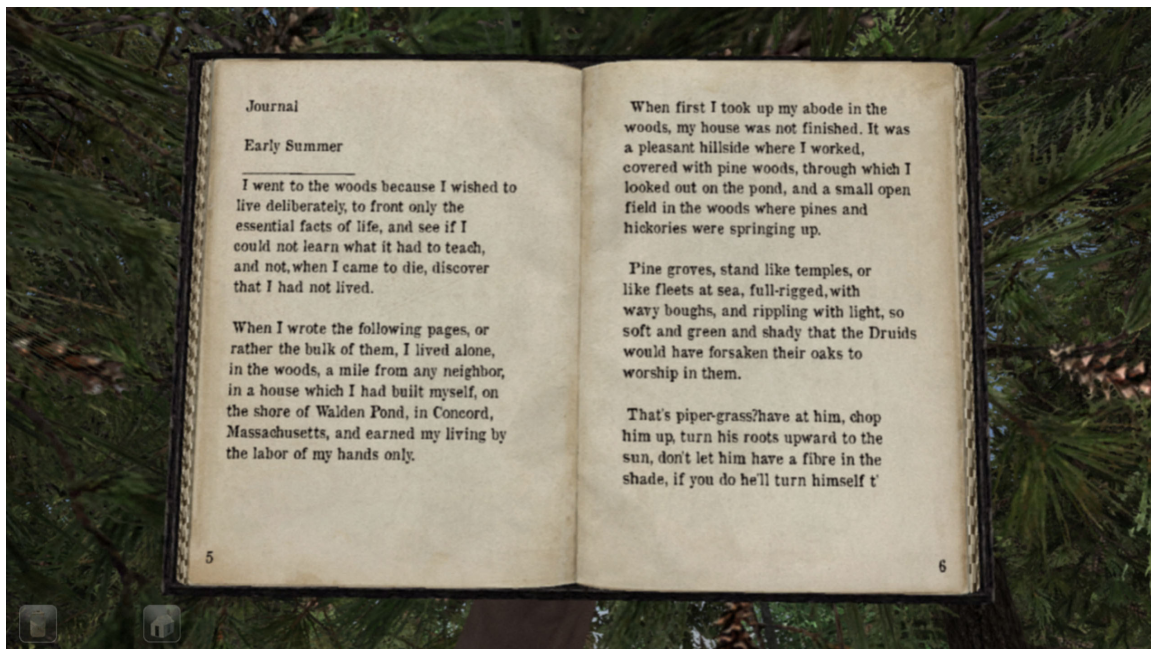 Journal
Early Summer
I went to the woods because I wished to
live deliberately, to front only the
essential facts of life, and see if I
could not learn what it had to teach,
and not, when I came to die, discover
that I had not lived.
When I wrote the following pages, or
rather the bulk of them, I lived alone,
in the woods, a mile from any neighbor,
in a house which I had built myself, on
the shore of Walden Pond, in Concord,
Massachusetts, and earned my living by
the labor of my hands only.
5
When first I took up my abode in the
woods, my house was not finished. It was
a pleasant hillside where I worked,
covered with pine woods, through which I
looked out on the pond, and a small open
field in the woods where pines and
hickories were springing up.
Pine groves, stand like temples, or
like fleets at sea, full-rigged, with
wavy boughs, and rippling with light, so
soft and green and shady that the Druids
would have forsaken their oaks to
worship in them.
That's piper-grass?have at him, chop
him up, turn his roots upward to the
sun, don't let him have a fibre in the
shade, if you do he'll turn himself t'
6